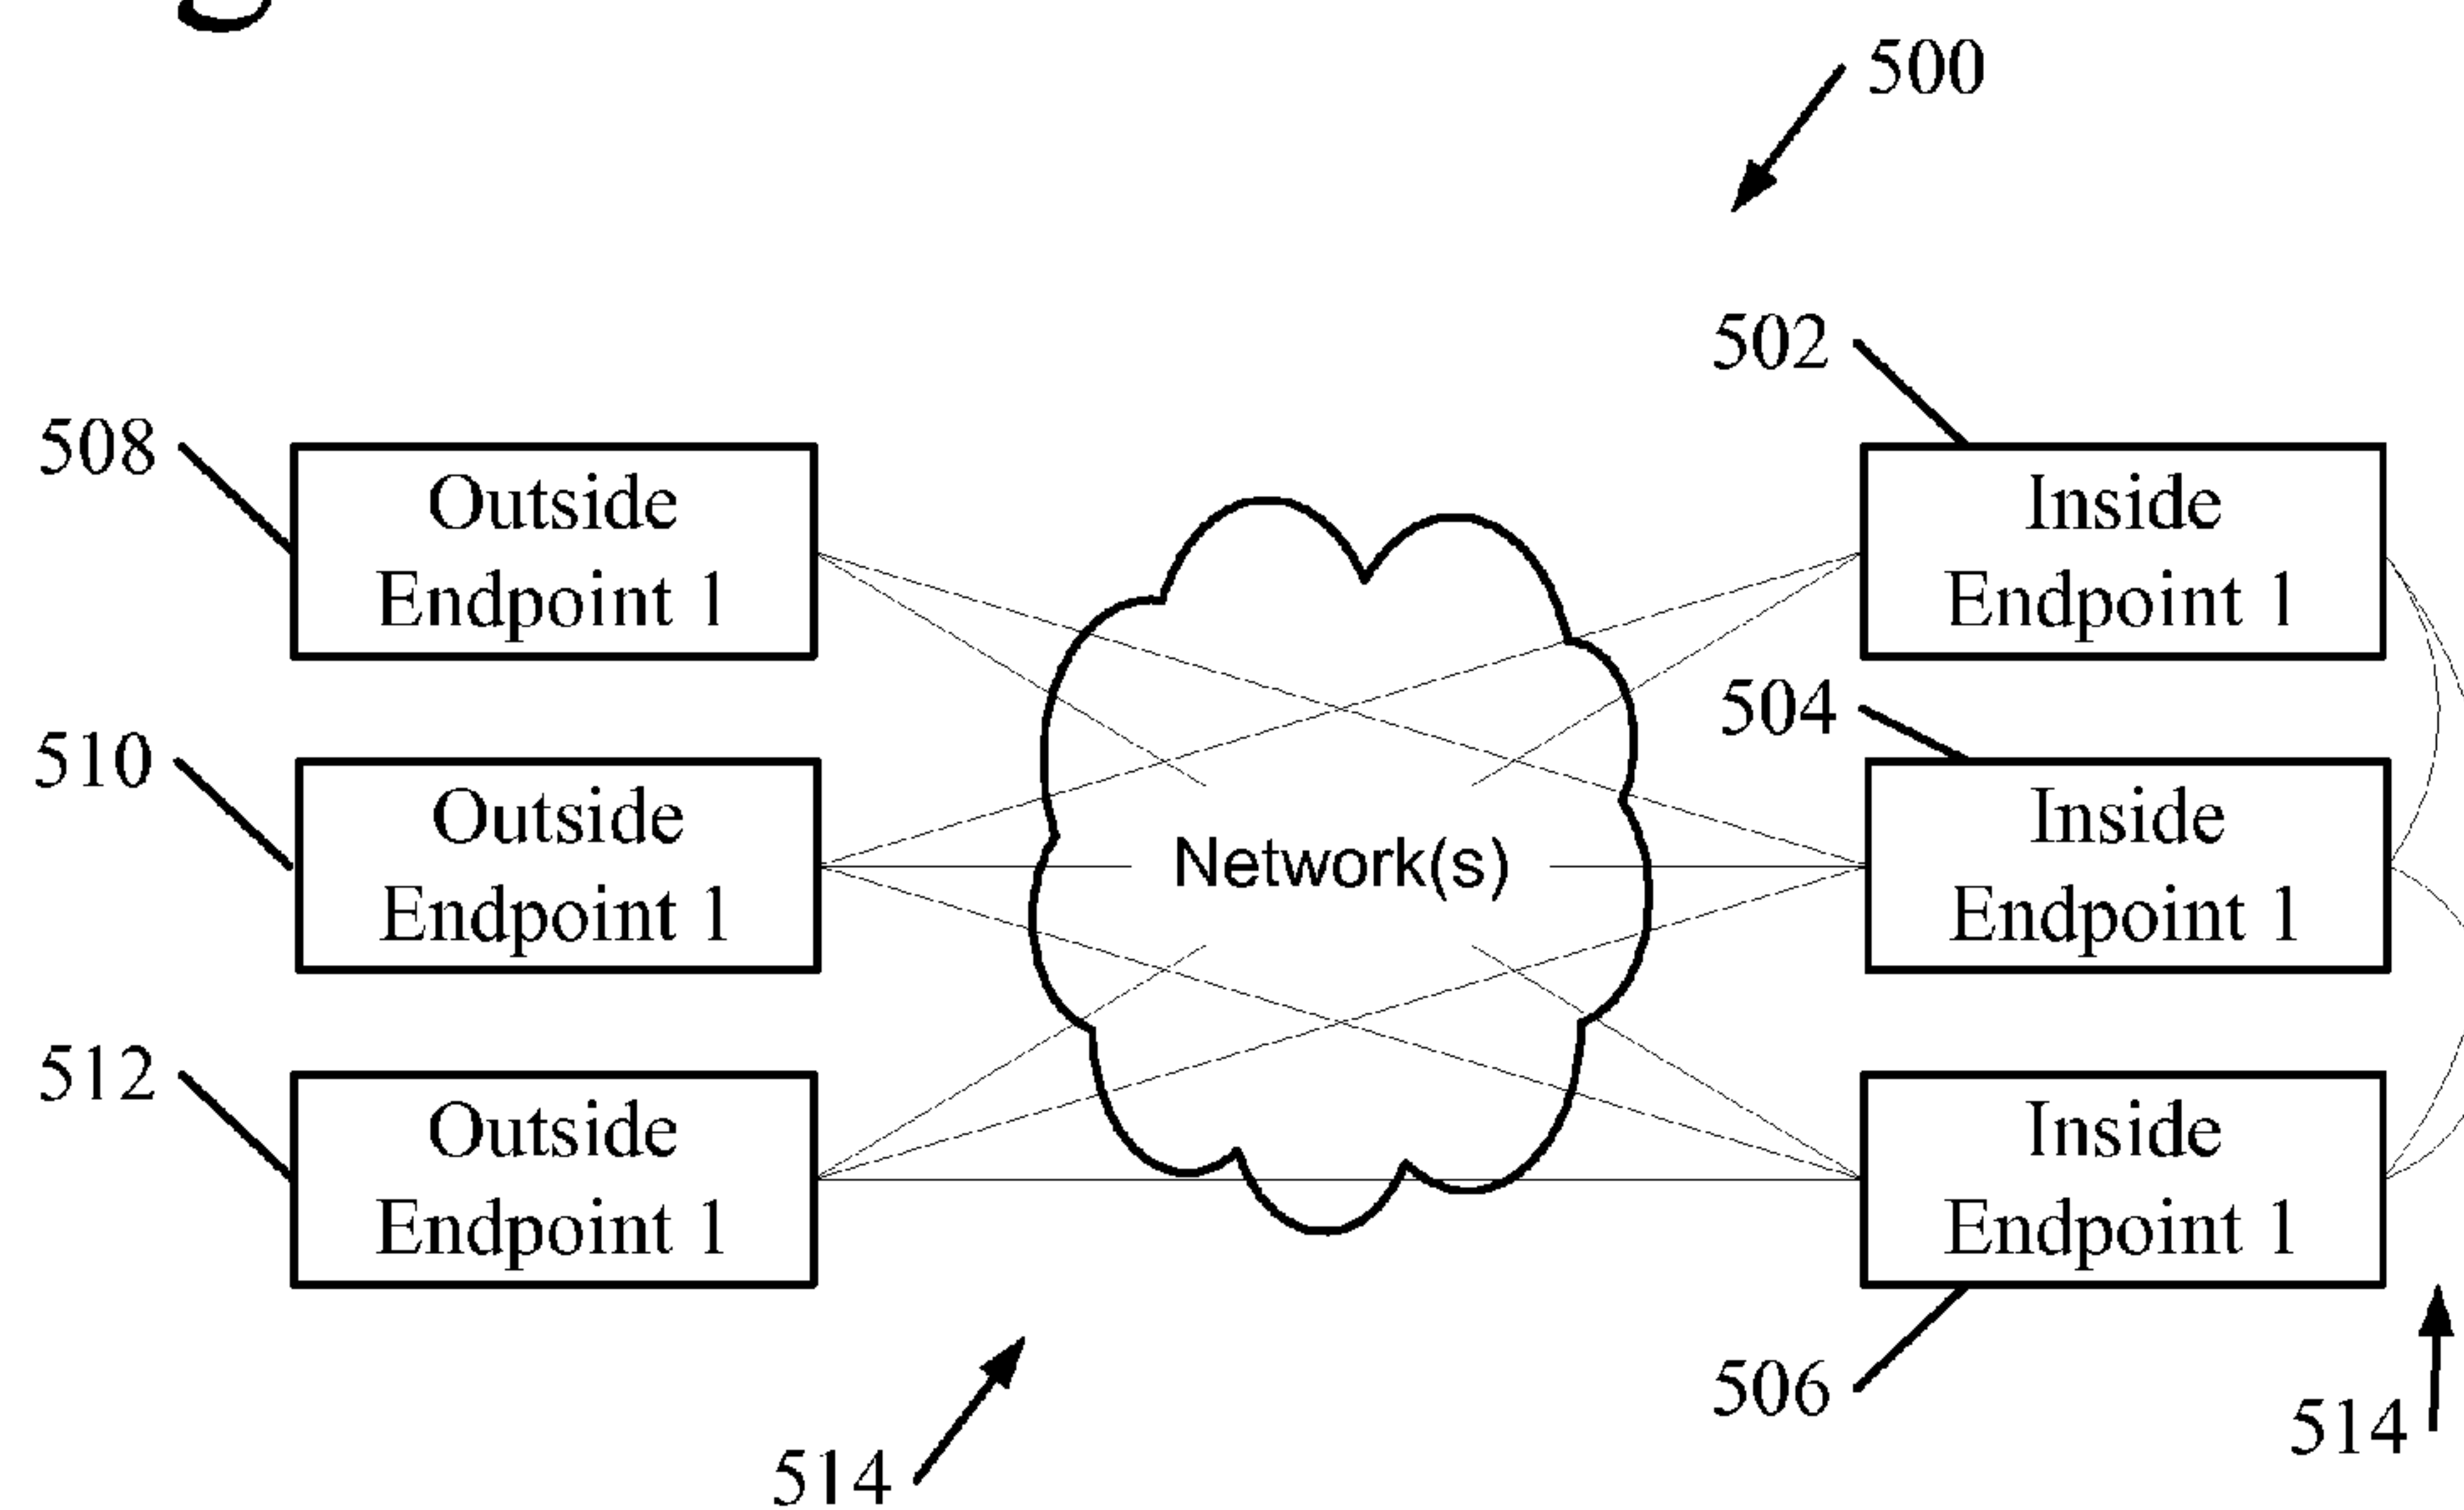 500
502
508
Outside
Endpoint 1
Inside
Endpoint 1
504
510
Outside
Endpoint 1
Network(s)
Inside
Endpoint 1
512
Outside
Endpoint 1
Inside
Endpoint 1
506
514
514